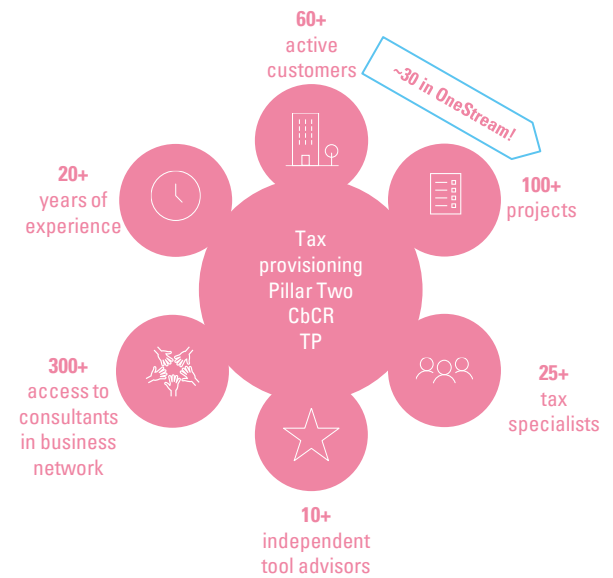 60+
active
customers
~30 in OneStream!
20+
years of
experience
100+
projects
Tax
provisioning
Pillar Two
CbCR
TP
300+
access to
consultants
in business
network
25+
tax
specialists
10+
independent
tool advisors